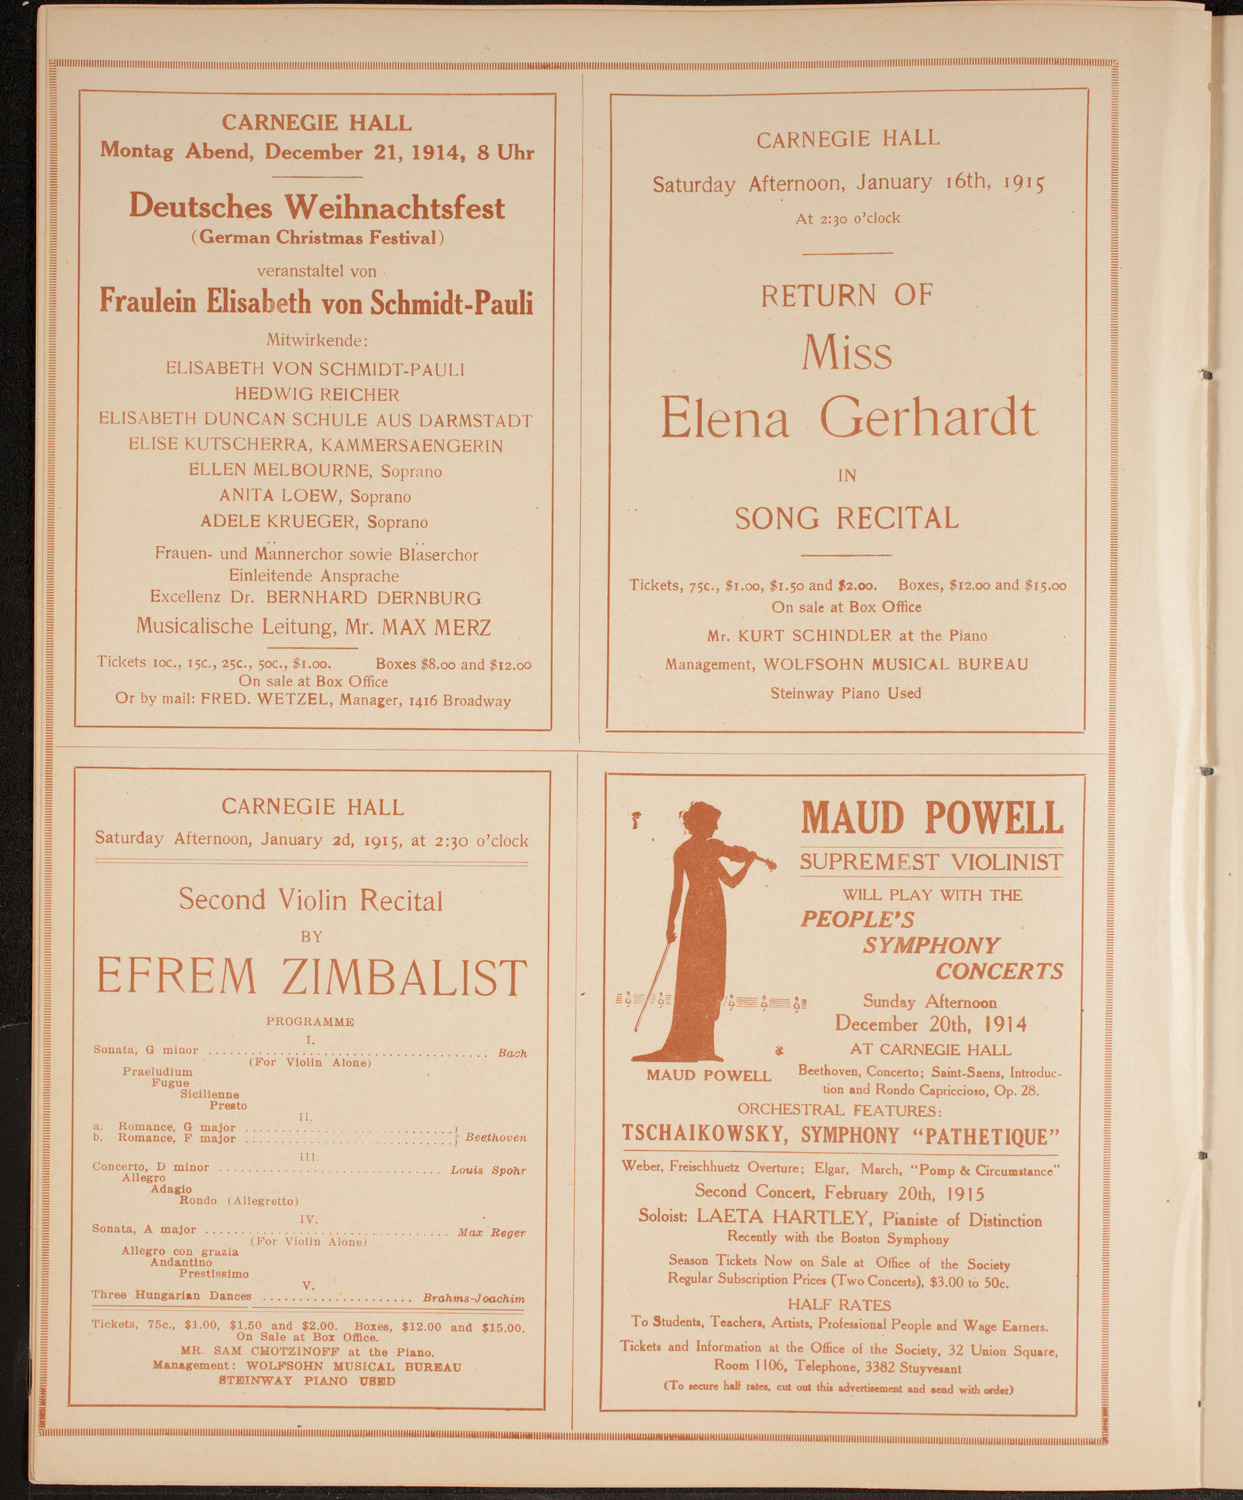 CARNEGIE HALL
Montag Abend, December 21, 1914, 8 Uhr
Deutsches Weihnachtsfest
(German Christmas Festival)
veranstaltet von
Fraulein Elisabeth von Schmidt-Pauli
Mitwirkende:
ELISABETH VON SCHMIDT-PAULI
HEDWIG REICHER
ELISABETH DUNCAN SCHULE AUS DARMSTADT
ELISE KUTSCHERRA, KAMMERSAENGERIN
ELLEN MELBOURNE, Soprano
ANITA LOEW, Soprano
ADELE KRUEGER, Soprano
Frauen- und Männerchor sowie Bläserchor
Einleitende Ansprache
Excellenz Dr. BERNHARD DERNBURG
Musicalische Leitung, Mr. MAX MERZ
Tickets 10c., 15c., 25c., 50c., $1.00. Boxes $8.00 and $12.00
On sale at Box Office
Or by mail: FRED. WETZEL, Manager, 1416 Broadway
CARNEGIE HALL
Saturday Afternoon, January 16th, 1915
At 2:30 o'clock
RETURN OF
Miss
Elena Gerhardt
IN
SONG RECITAL
Tickets, 75c., $1.00, $1.50 and $2.00. Boxes, $12.00 and $15.00
On sale at Box Office
Mr. KURT SCHINDLER at the Piano
Management, WOLFSOHN MUSICAL BUREAU
Steinway Piano Used
CARNEGIE HALL
Saturday Afternoon, January 2d, 1915, at 2:30 o'clock
Second Violin Recital
BY
EFREM ZIMBALIST
PROGRAMME
I.
Sonata, G minor ........................................ Bach
(For Violin Alone)
Praeludium
Fugue
Sicilienne
Presto
II.
a. Romance, G major ..............................}
b. Romance, F major ..............................} Beethoven
III.
Concerto, D minor ............................... Louis Spohr
Allegro
Adagio
Rondo (Allegretto)
IV.
Sonata, A major .................................. Max Reger
(For Violin Alone)
Allegro con grazia
Andantino
Prestissimo
V.
Three Hungarian Dances ..................... Brahms-Joachim
Tickets, 75c., $1.00, $1.50 and $2.00. Boxes, $12.00 and $15.00.
On Sale at Box Office.
MR. SAM CHOTZINOFF at the Piano.
Management: WOLFSOHN MUSICAL BUREAU
STEINWAY PIANO USED
MAUD POWELL
SUPREMEST VIOLINIST
WILL PLAY WITH THE
PEOPLE'S
SYMPHONY
CONCERTS
Sunday Afternoon
December 20th, 1914
AT CARNEGIE HALL
MAUD POWELL
Beethoven, Concerto; Saint-Saens, Introduc-
tion and Rondo Capriccioso, Op. 28.
ORCHESTRAL FEATURES:
TSCHAIKOWSKY, SYMPHONY "PATHETIQUE"
Weber, Freischhuetz Overture; Elgar, March, "Pomp & Circumstance"
Second Concert, February 20th, 1915
Soloist: LAETA HARTLEY, Pianiste of Distinction
Recently with the Boston Symphony
Season Tickets Now on Sale at Office of the Society
Regular Subscription Prices (Two Concerts), $3.00 to 50c.
HALF RATES
To Students, Teachers, Artists, Professional People and Wage Earners.
Tickets and Information at the Office of the Society, 32 Union Square,
Room 1106, Telephone, 3382 Stuyvesant
(To secure half rates, cut out this advertisement and send with order)